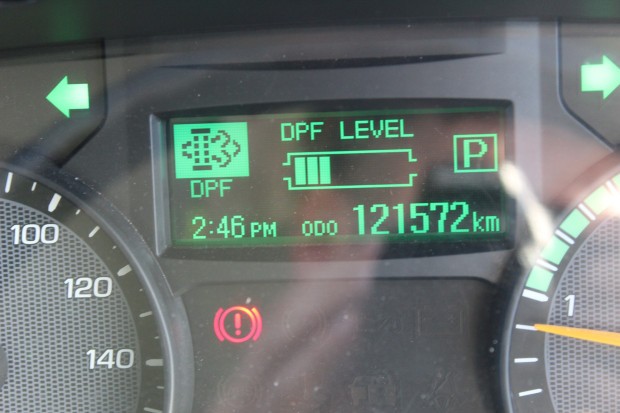 DPF LEVEL
P
DPF
2:46 PM ODO 121572 km
100
120
140
1